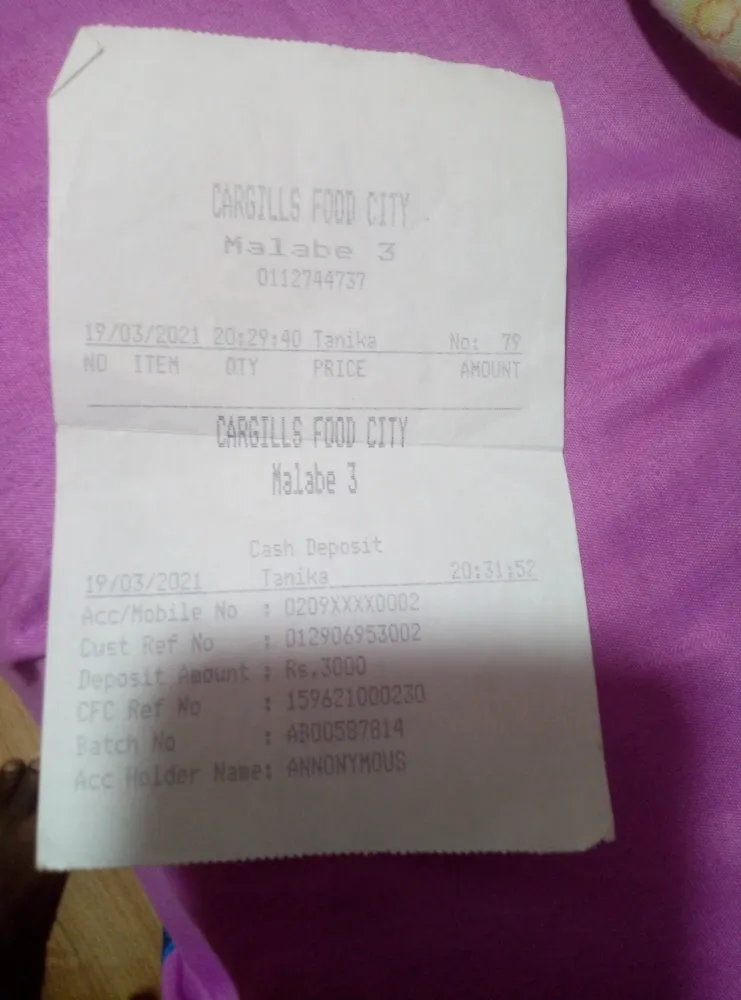 CARGILLS FOOD CITY
Malabe 3
0112744737
19/03/2021 20:29:40 Tanika No: 79
NO ITEM QTY PRICE AMOUNT
CARGILLS FOOD CITY
Malabe 3
Cash Deposit
19/03/2021 Tanika 20:31:52
Acc/Mobile No : 0209XXXX0002
Cust Ref No : 012906953002
Deposit Amount : Rs.3000
CFC Ref No : 159621000230
Batch No : AB00587814
Acc Holder Name: ANNONYMOUS